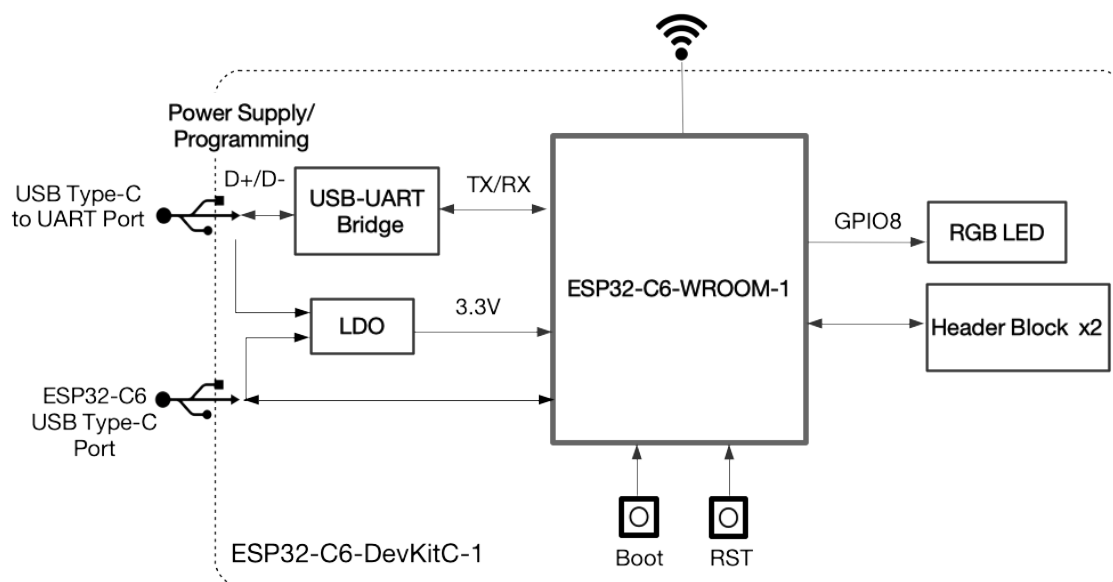 Power Supply/
Programming
USB Type-C
to UART Port
D+/D-
USB-UART
Bridge
TX/RX
ESP32-C6-WROOM-1
GPIO8
RGB LED
LDO
3.3V
Header Block x2
ESP32-C6
USB Type-C
Port
Boot
RST
ESP32-C6-DevKitC-1